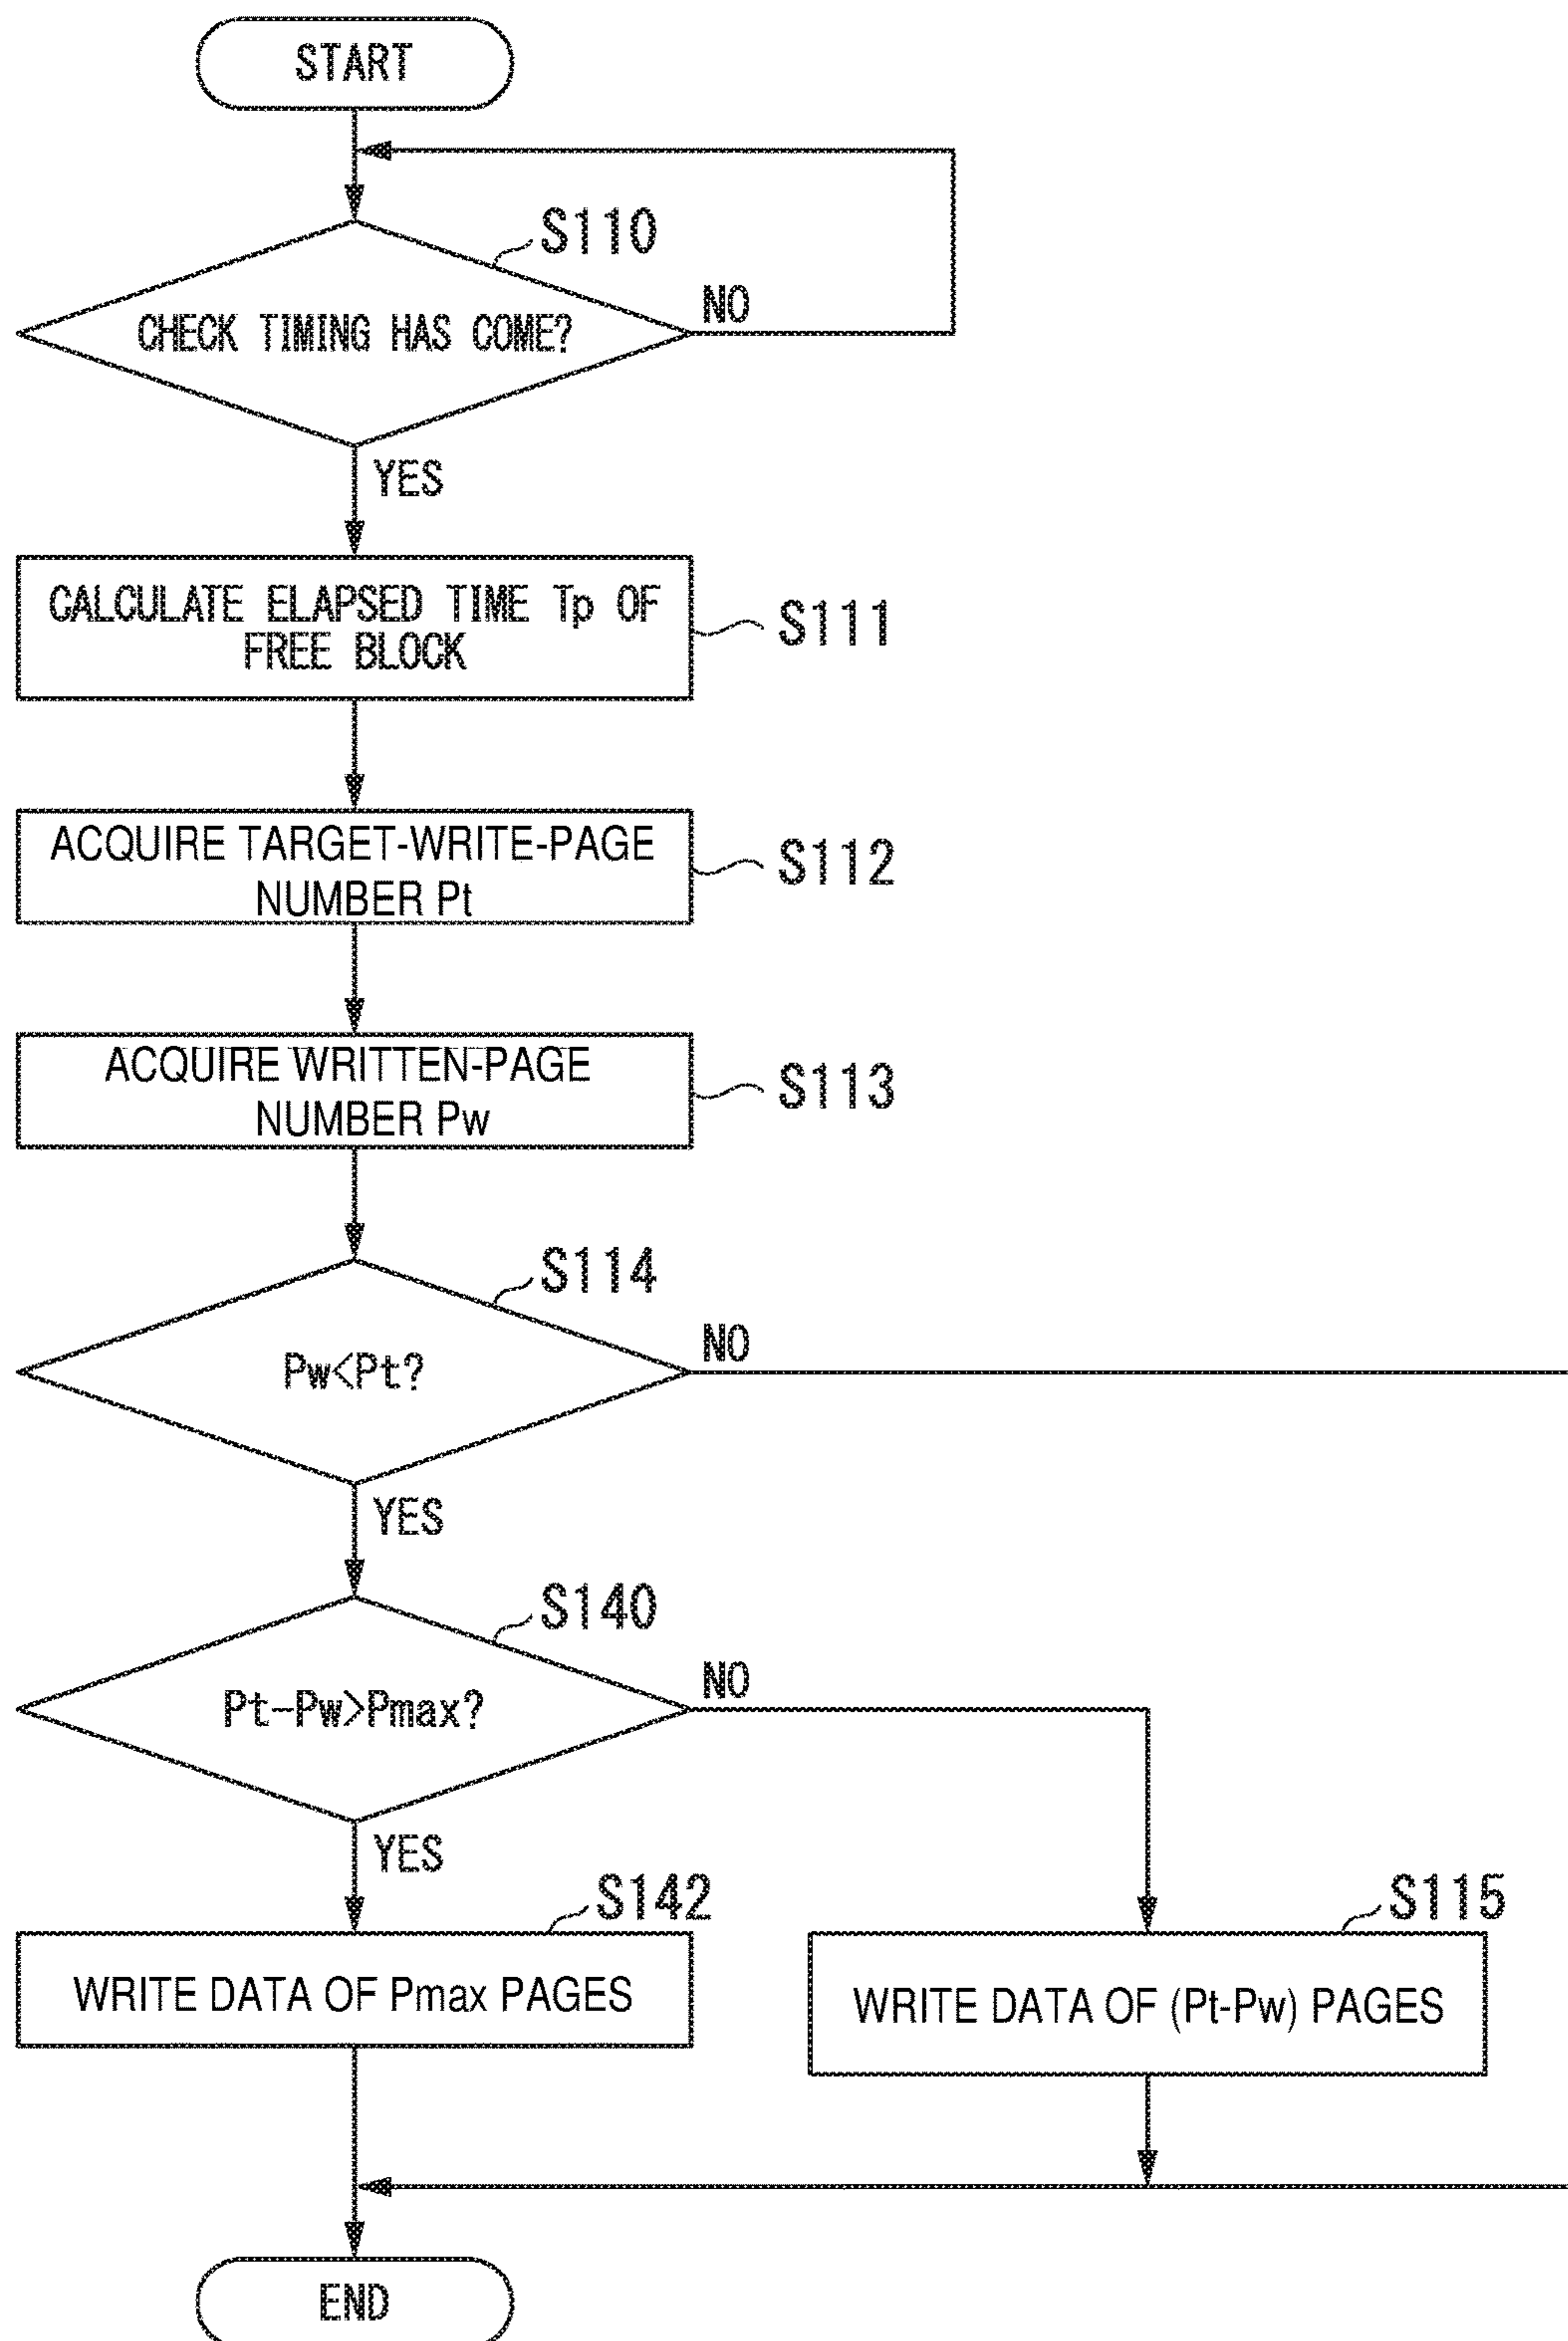 START
S110
CHECK TIMING HAS COME?
NO
YES
CALCULATE ELAPSED TIME Tp OF
FREE BLOCK
S111
ACQUIRE TARGET-WRITE-PAGE
NUMBER Pt
S112
ACQUIRE WRITTEN-PAGE
NUMBER Pw
S113
S114
Pw<Pt?
NO
YES
S140
Pt-Pw>Pmax?
NO
YES
S142
WRITE DATA OF Pmax PAGES
S115
WRITE DATA OF (Pt-Pw) PAGES
END